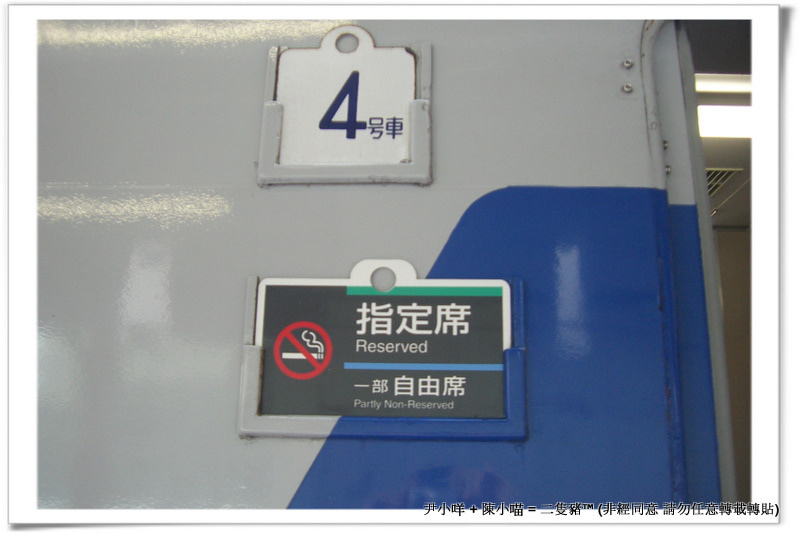 4号車
指定席
Reserved
一部 自由席
Partly Non-Reserved
尹小咩 + 陳小喵 = 二隻豬™ (非經同意 請勿任意轉載轉貼)